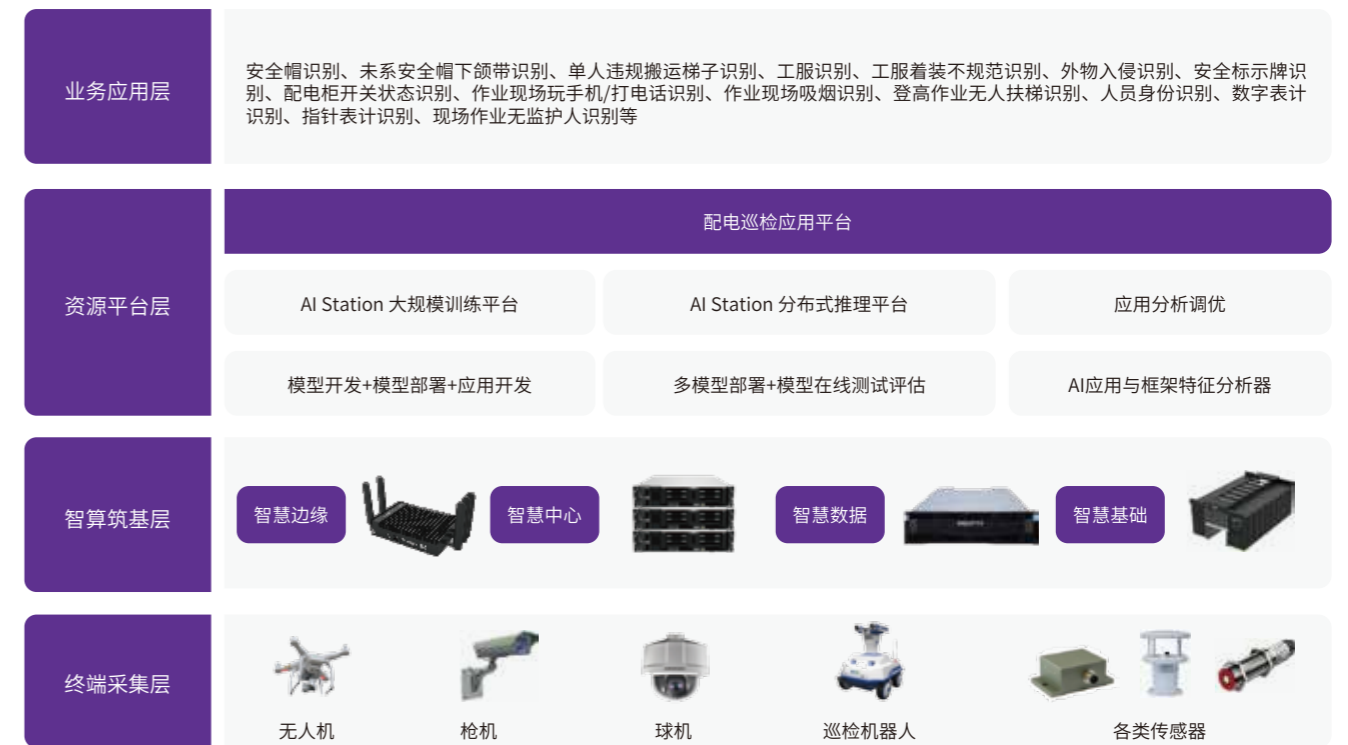 业务应用层
安全帽识别、未系安全帽下颌带识别、单人违规搬运梯子识别、工服识别、工服着装不规范识别、外物入侵识别、安全标示牌识
别、配电柜开关状态识别、作业现场玩手机/打电话识别、作业现场吸烟识别、登高作业无人扶梯识别、人员身份识别、数字表计
识别、指针表计识别、现场作业无监护人识别等
资源平台层
配电巡检应用平台
AI Station 大规模训练平台
AI Station 分布式推理平台
应用分析调优
模型开发+模型部署+应用开发
多模型部署+模型在线测试评估
AI应用与框架特征分析器
智算筑基层
智慧边缘
智慧中心
智慧数据
智慧基础
终端采集层
无人机
枪机
球机
巡检机器人
各类传感器